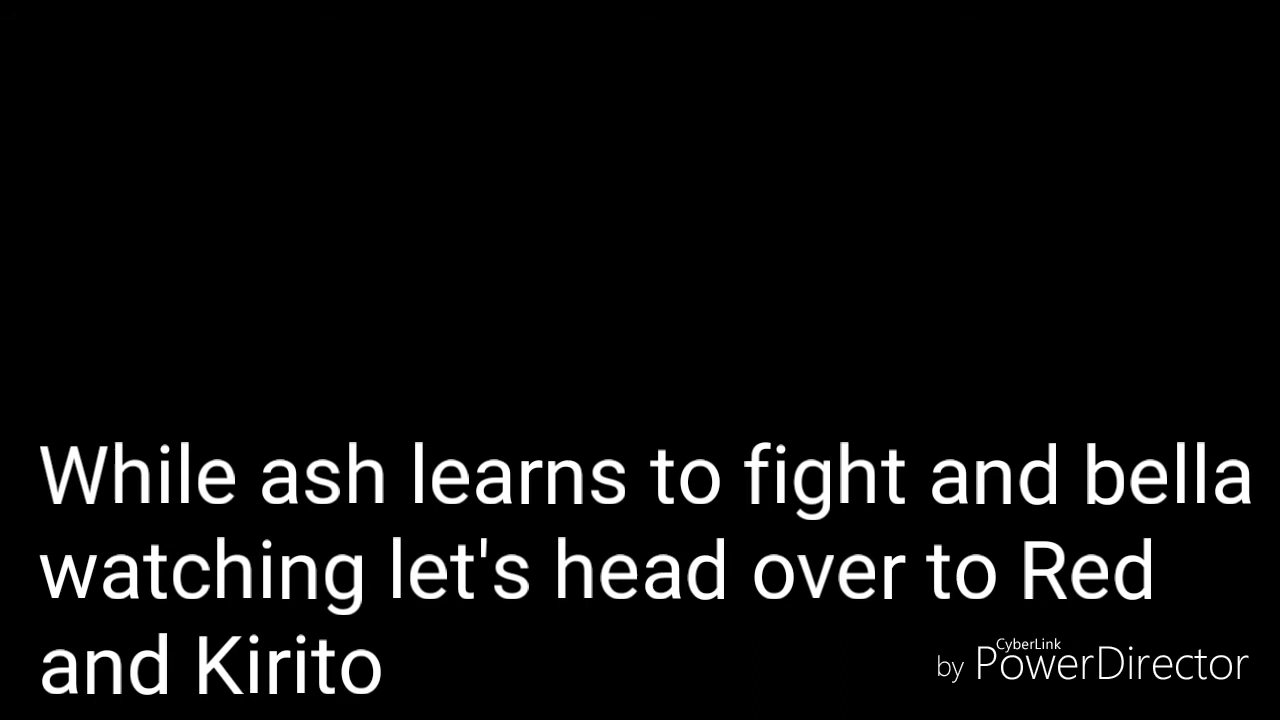 While ash learns to fight and bella
watching let's head over to Red
and Kirito
CyberLink
by PowerDirector